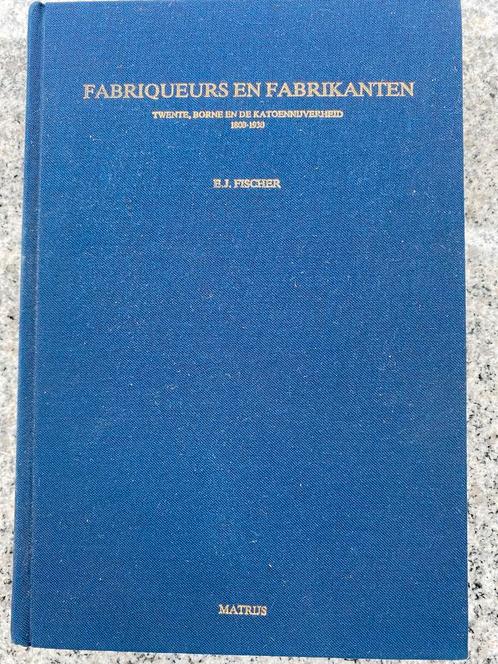 FABRIQUEURS EN FABRIKANTEN
TWENTE, BORNE EN DE KATOENNIJVERHEID
1800-1930
E.J. FISCHER
MATRIJS